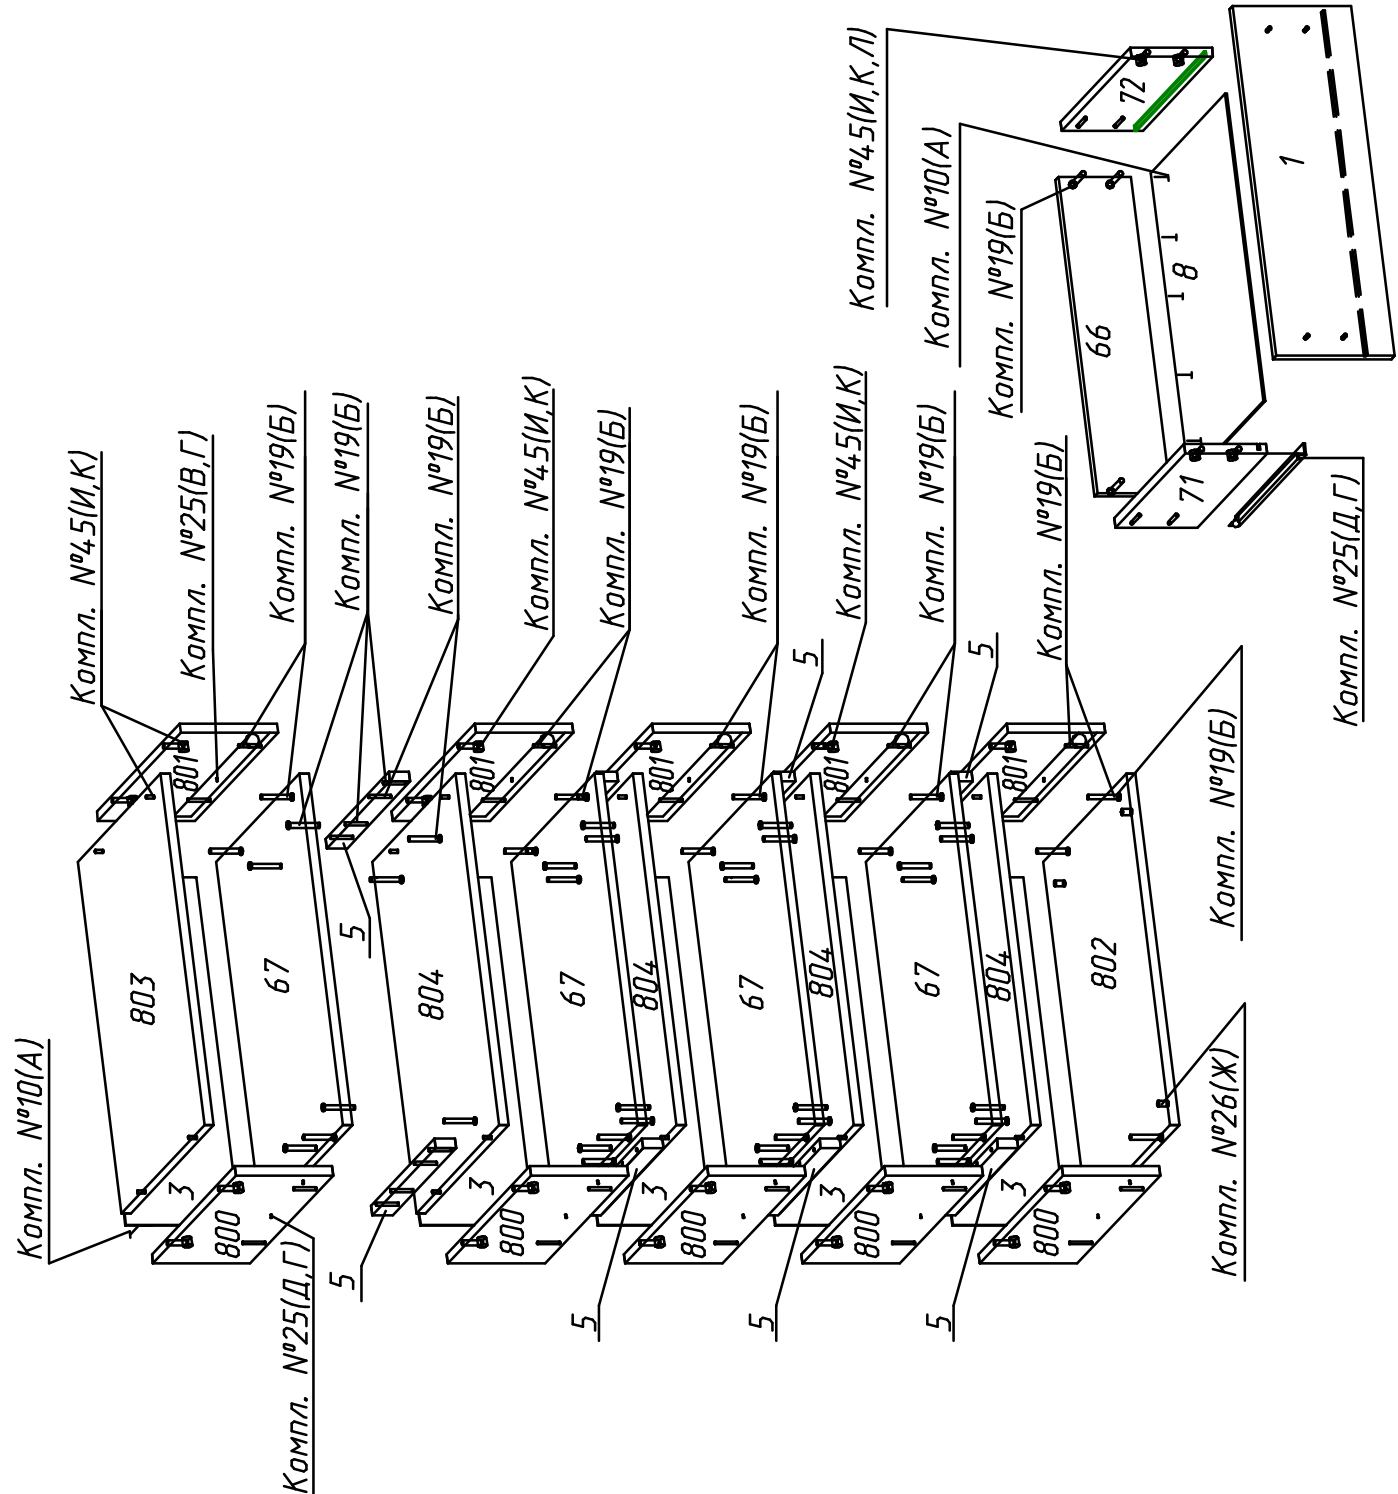 Компл. №45(И,К)
Компл. №25(В,Г)
Компл. №19(Б)
Компл. №19(Б)
Компл. №19(Б)
Компл. №45(И,К)
Компл. №19(Б)
Компл. №19(Б)
Компл. №45(И,К)
Компл. №19(Б)
Компл. №19(Б)
Компл. №45(И,К,Л)
Компл. №10(А)
Компл. №19(Б)
Компл. №25(Д,Г)
72
1
8
66
71
5
5
801
801
801
801
801
5
803
67
804
67
804
67
804
67
804
802
Компл. №19(Б)
Компл. №10(А)
3
3
3
3
3
800
800
800
800
800
Компл. №25(Д,Г)
5
5
5
5
Компл. №26(Ж)